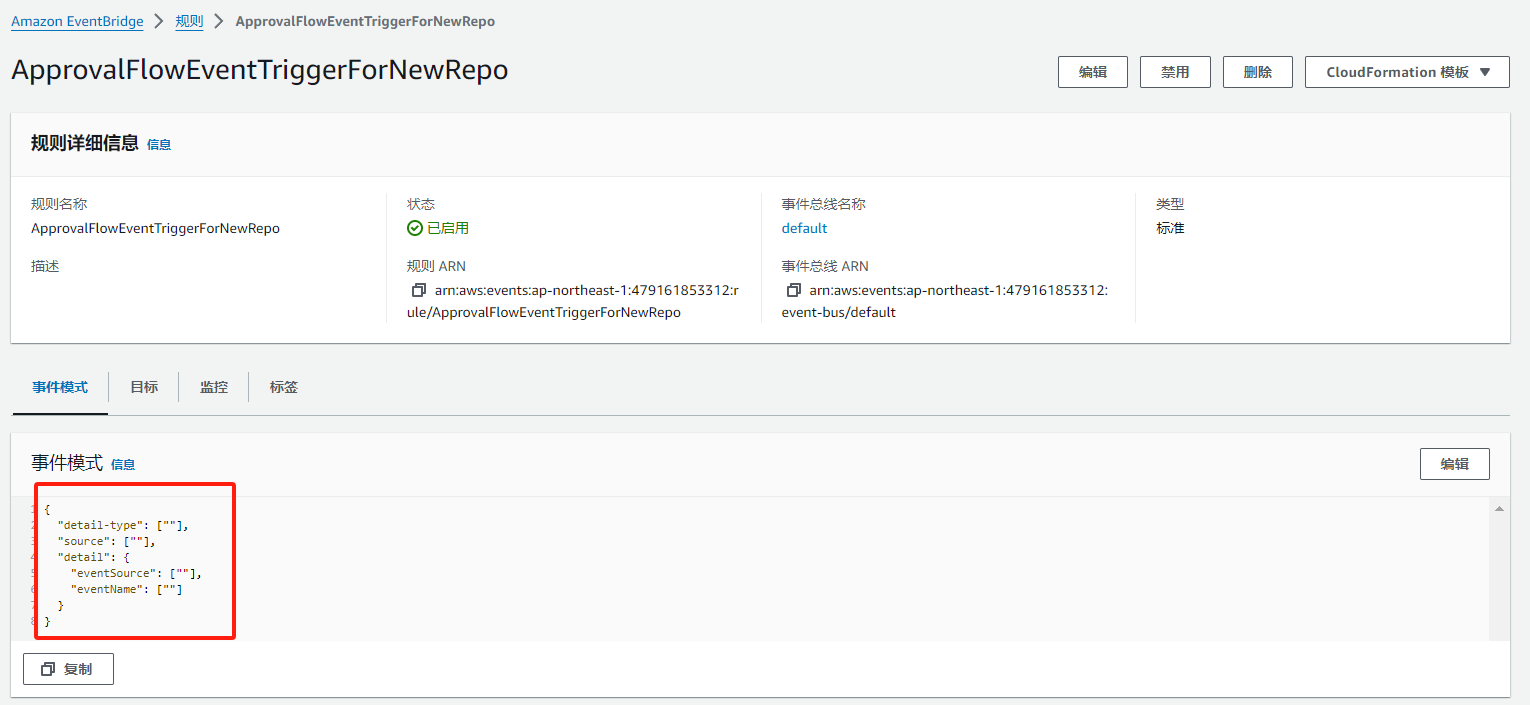 Amazon EventBridge > 规则 > ApprovalFlowEventTriggerForNewRepo
ApprovalFlowEventTriggerForNewRepo
编辑
禁用
删除
CloudFormation 模板
规则详细信息 信息
规则名称
ApprovalFlowEventTriggerForNewRepo
描述
状态
已启用
规则 ARN
arn:aws:events:ap-northeast-1:479161853312:r
ule/ApprovalFlowEventTriggerForNewRepo
事件总线名称
default
事件总线 ARN
arn:aws:events:ap-northeast-1:479161853312:
event-bus/default
类型
标准
事件模式
目标
监控
标签
事件模式 信息
编辑
1 {
2 "detail-type": [""],
3 "source": [""],
4 "detail": {
5 "eventSource": [""],
6 "eventName": [""]
7 }
8 }
复制